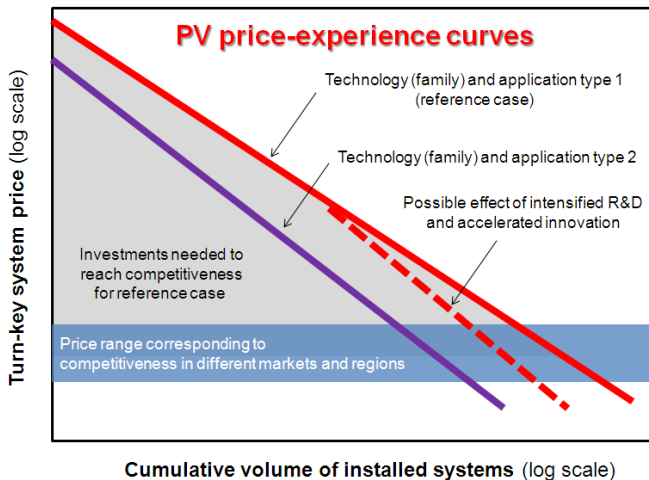 PV price-experience curves
Technology (family) and application type 1
(reference case)
Technology (family) and application type 2
Possible effect of intensified R&D
and accelerated innovation
Investments needed to
reach competitiveness
for reference case
Price range corresponding to
competitiveness in different markets and regions
Turn-key system price (log scale)
Cumulative volume of installed systems (log scale)